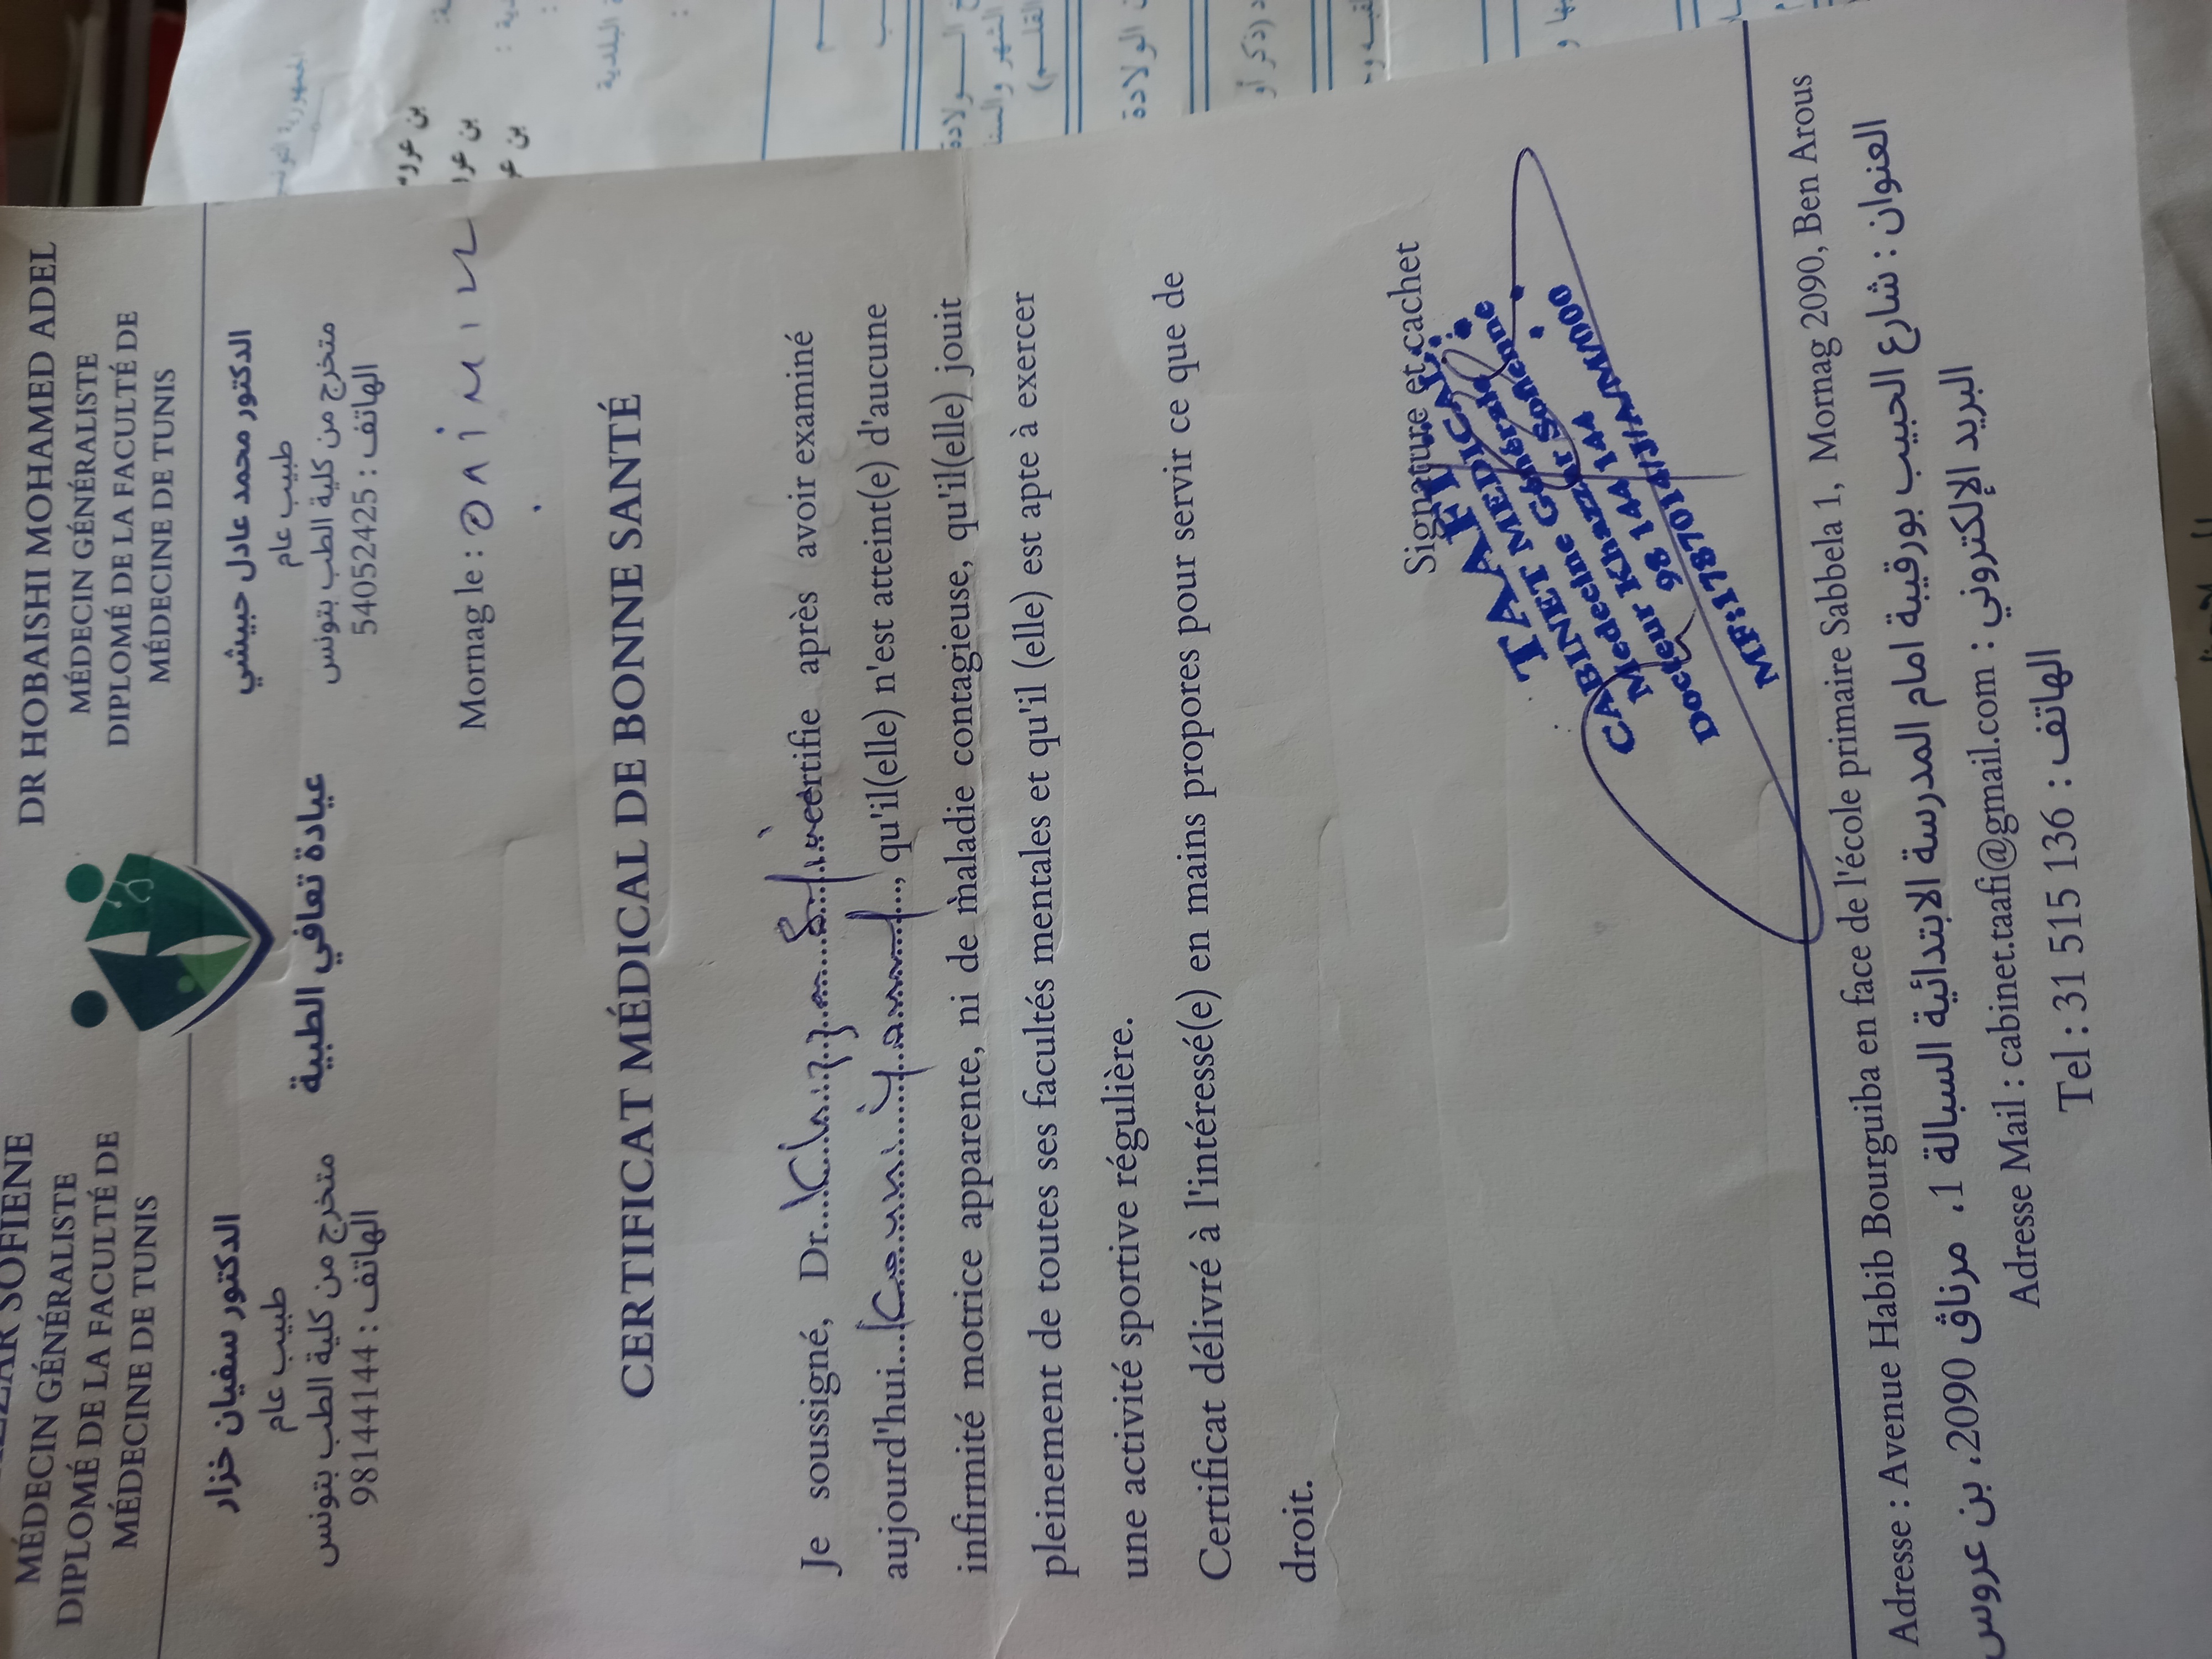 SOFIENE
MÉDECIN GÉNÉRALISTE
DIPLOMÉ DE LA FACULTÉ DE
MÉDECINE DE TUNIS
الدكتور سفيان خزار
طبيب عام
متخرج من كلية الطب بتونس
الهاتف : 98144144
عيادة تعافي الطبية
DR HOBAISHI MOHAMED ADEL
MÉDECIN GÉNÉRALISTE
DIPLOMÉ DE LA FACULTÉ DE
MÉDECINE DE TUNIS
الدكتور محمد عادل حبيشي
طبيب عام
متخرج من كلية الطب بتونس
الهاتف : 54052425
Mornag le :
CERTIFICAT MÉDICAL DE BONNE SANTÉ
Je soussigné, Dr. certifie après avoir examiné
aujourd'hui , qu'il(elle) n'est atteint(e) d'aucune
infirmité motrice apparente, ni de maladie contagieuse, qu'il(elle) jouit
pleinement de toutes ses facultés mentales et qu'il (elle) est apte à exercer
une activité sportive régulière.
Certificat délivré à l'intéressé(e) en mains propores pour servir ce que de
droit.
Signature et cachet
TAAFI
CABINET MEDICAL
Medecine Générale
Docteur Khazzar Sofienne
98 144 144
Adresse : Avenue Habib Bourguiba en face de l'école primaire Sabbela 1, Mornag 2090, Ben Arous
العنوان : شارع الحبيب بورقيبة امام المدرسة الابتدائية السبالة 1، مرناق 2090، بن عروس
Adresse Mail : cabinet.taafi@gmail.com : البريد الإلكتروني
Tel : 31 515 136 : الهاتف